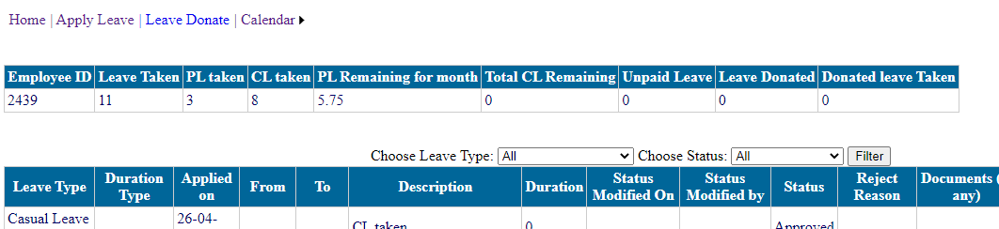 Home | Apply Leave | Leave Donate | Calendar
Employee ID Leave Taken PL taken CL taken PL Remaining for month Total CL Remaining Unpaid Leave Leave Donated Donated leave Taken
2439 11 3 8 5.75 0 0 0 0
Choose Leave Type: All Choose Status: All Filter
Leave Type Duration Type Applied on From To Description Duration Status Modified On Status Modified by Status Reject Reason Documents ( any)
Casual Leave 26-04- CL taken 0 Approved